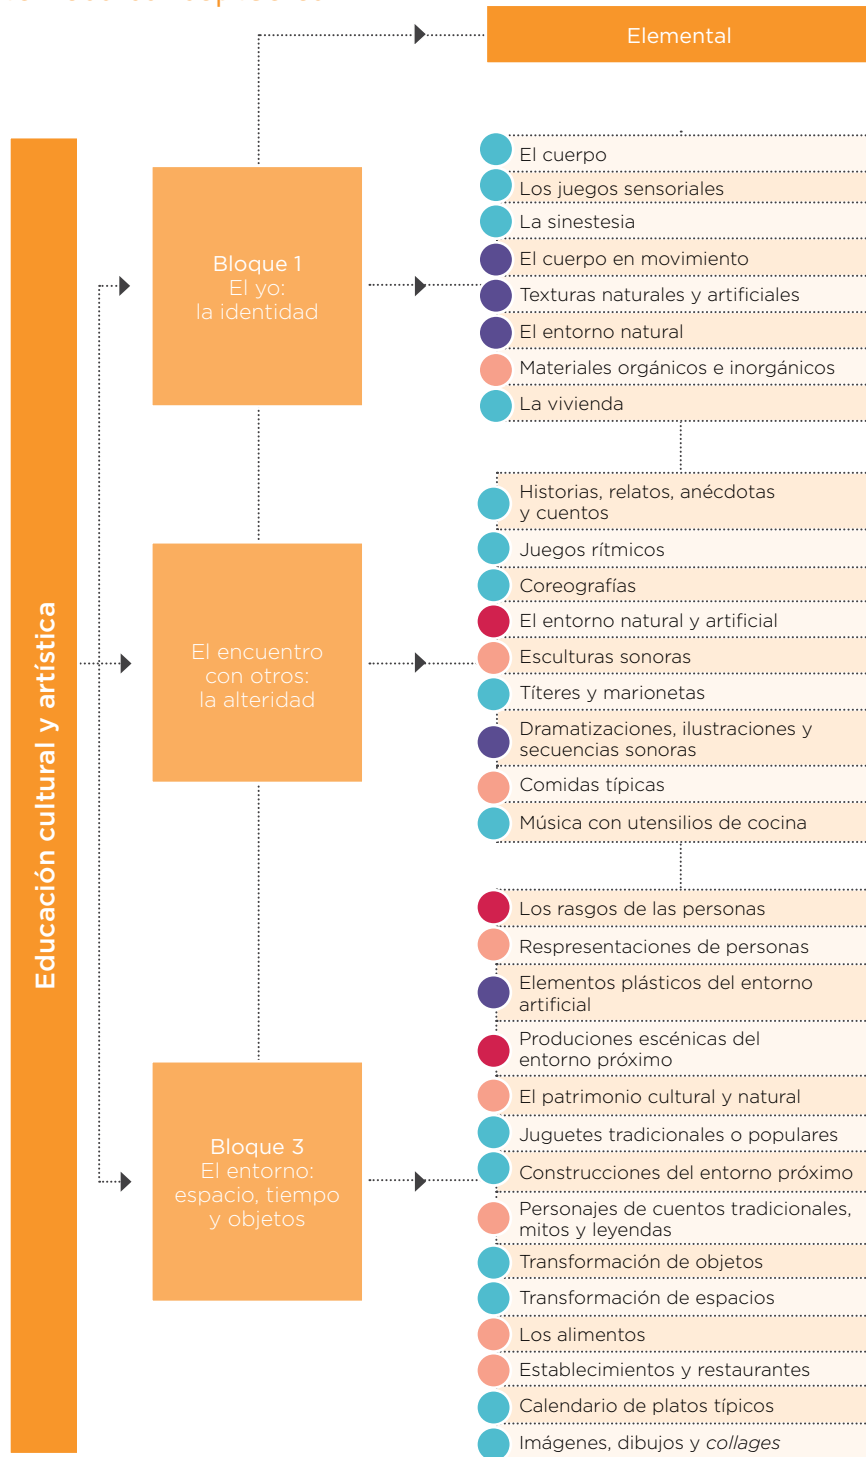 Elemental
Educación cultural y artística
Bloque 1
El yo:
la identidad
El cuerpo
Los juegos sensoriales
La sinestesia
El cuerpo en movimiento
Texturas naturales y artificiales
El entorno natural
Materiales orgánicos e inorgánicos
La vivienda
El encuentro
con otros:
la alteridad
Historias, relatos, anécdotas
y cuentos
Juegos rítmicos
Coreografías
El entorno natural y artificial
Esculturas sonoras
Títeres y marionetas
Dramatizaciones, ilustraciones y
secuencias sonoras
Comidas típicas
Música con utensilios de cocina
Bloque 3
El entorno:
espacio, tiempo
y objetos
Los rasgos de las personas
Respresentaciones de personas
Elementos plásticos del entorno
artificial
Produciones escénicas del
entorno próximo
El patrimonio cultural y natural
Juguetes tradicionales o populares
Construcciones del entorno próximo
Personajes de cuentos tradicionales,
mitos y leyendas
Transformación de objetos
Transformación de espacios
Los alimentos
Establecimientos y restaurantes
Calendario de platos típicos
Imágenes, dibujos y collages